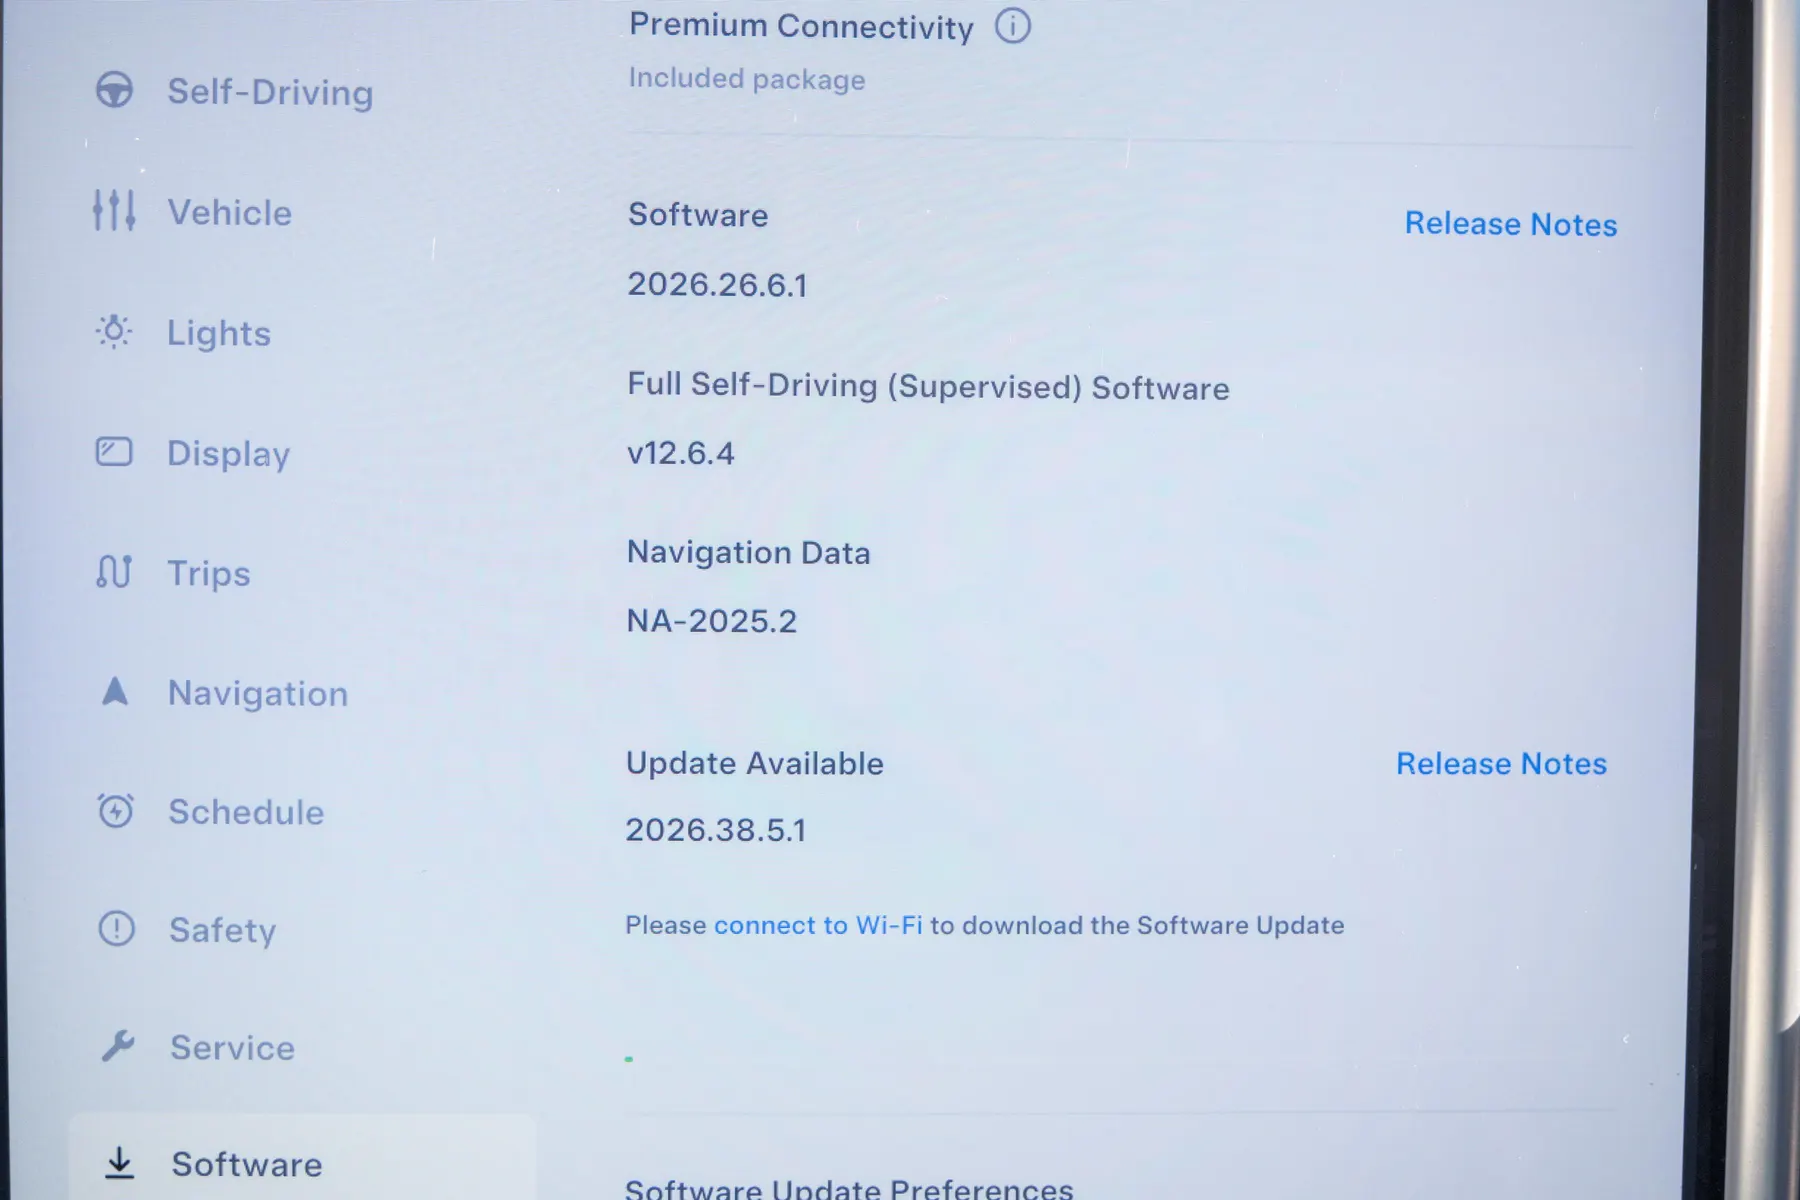 Self-Driving
Vehicle
Lights
Display
Trips
Navigation
Schedule
Safety
Service
Software
Premium Connectivity
Included package
Software
Release Notes
2026.26.6.1
Full Self-Driving (Supervised) Software
v12.6.4
Navigation Data
NA-2025.2
Update Available
Release Notes
2026.38.5.1
Please connect to Wi-Fi to download the Software Update
Software Update Preferences